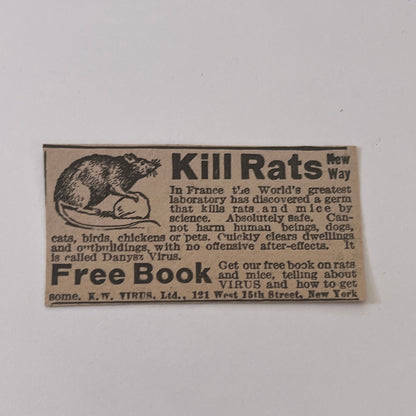 Kill Rats New Way
In France the World's greatest
laboratory has discovered a germ
that kills rats and mice by
science. Absolutely safe. Can-
not harm human beings, dogs,
cats, birds, chickens or pets. Quickly clears dwellings
and outbuildings, with no offensive after-effects. It
is called Danysz Virus.
Free Book Get our free book on rats
and mice, telling about
VIRUS and how to get
some. K.W. VIRUS, Ltd., 121 West 15th Street, New York